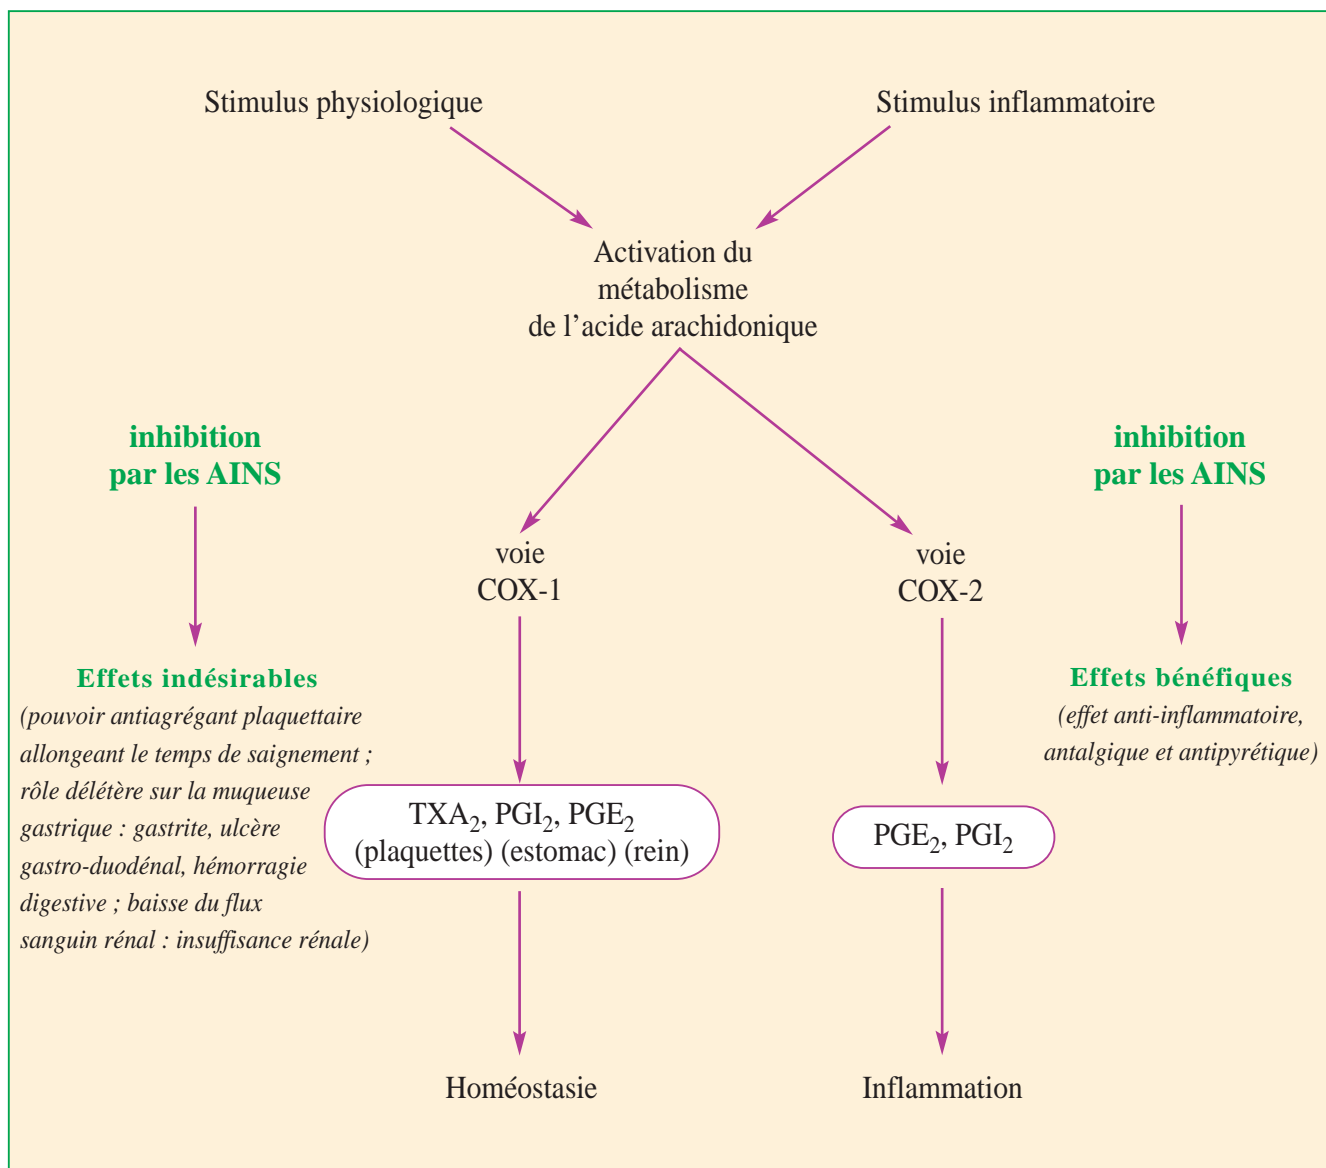 Stimulus physiologique
Stimulus inflammatoire
Activation du
métabolisme
de l’acide arachidonique
inhibition
par les AINS
inhibition
par les AINS
voie
COX-1
voie
COX-2
Effets indésirables
(pouvoir antiagrégant plaquettaire
allongeant le temps de saignement ;
rôle délétère sur la muqueuse
gastrique : gastrite, ulcère
gastro-duodénal, hémorragie
digestive ; baisse du flux
sanguin rénal : insuffisance rénale)
Effets bénéfiques
(effet anti-inflammatoire,
antalgique et antipyrétique)
TXA₂, PGI₂, PGE₂
(plaquettes) (estomac) (rein)
PGE₂, PGI₂
Homéostasie
Inflammation